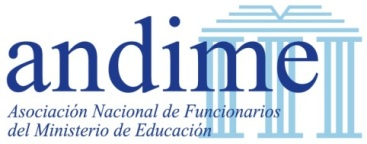 andime
Asociación Nacional de Funcionarios
del Ministerio de Educación